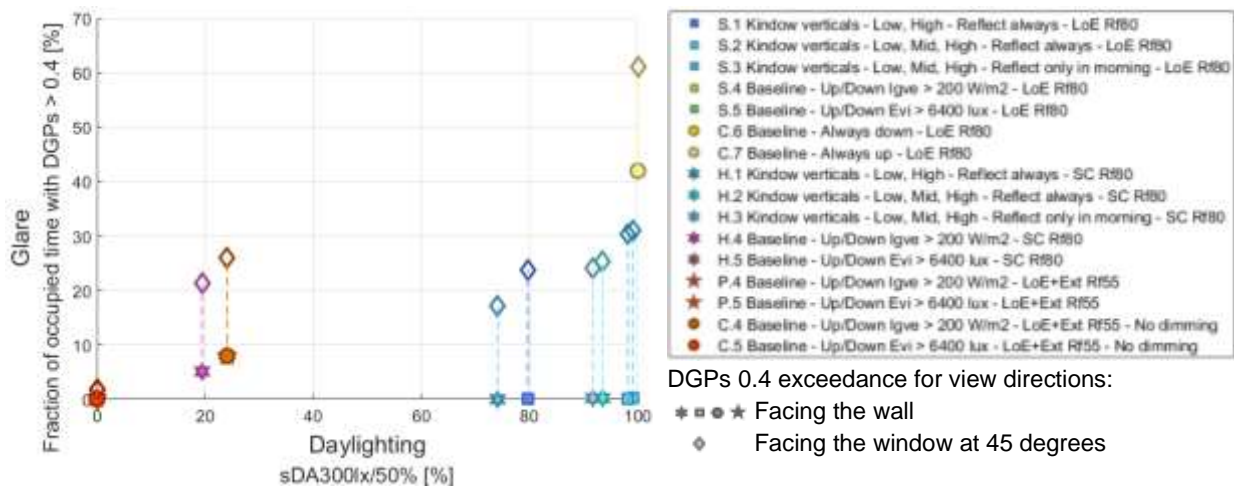 Glare
Fraction of occupied time with DGPs > 0.4 [%]
70
60
50
40
30
20
10
0
0
20
40
60
80
100
Daylighting
sDA300lx/50% [%]
S.1 Kindow verticals - Low, High - Reflect always - LoE Rf80
S.2 Kindow verticals - Low, Mid, High - Reflect always - LoE Rf80
S.3 Kindow verticals - Low, Mid, High - Reflect only in morning - LoE Rf80
S.4 Baseline - Up/Down Igve > 200 W/m2 - LoE Rf80
S.5 Baseline - Up/Down Evi > 6400 lux - LoE Rf80
C.6 Baseline - Always down - LoE Rf80
C.7 Baseline - Always up - LoE Rf80
H.1 Kindow verticals - Low, High - Reflect always - SC Rf80
H.2 Kindow verticals - Low, Mid, High - Reflect always - SC Rf80
H.3 Kindow verticals - Low, Mid, High - Reflect only in morning - SC Rf80
H.4 Baseline - Up/Down Igve > 200 W/m2 - SC Rf80
H.5 Baseline - Up/Down Evi > 6400 lux - SC Rf80
P.4 Baseline - Up/Down Igve > 200 W/m2 - LoE+Ext Rf55
P.5 Baseline - Up/Down Evi > 6400 lux - LoE+Ext Rf55
C.4 Baseline - Up/Down Igve > 200 W/m2 - LoE+Ext Rf55 - No dimming
C.5 Baseline - Up/Down Evi > 6400 lux - LoE+Ext Rf55 - No dimming
DGPs 0.4 exceedance for view directions:
Facing the wall
Facing the window at 45 degrees